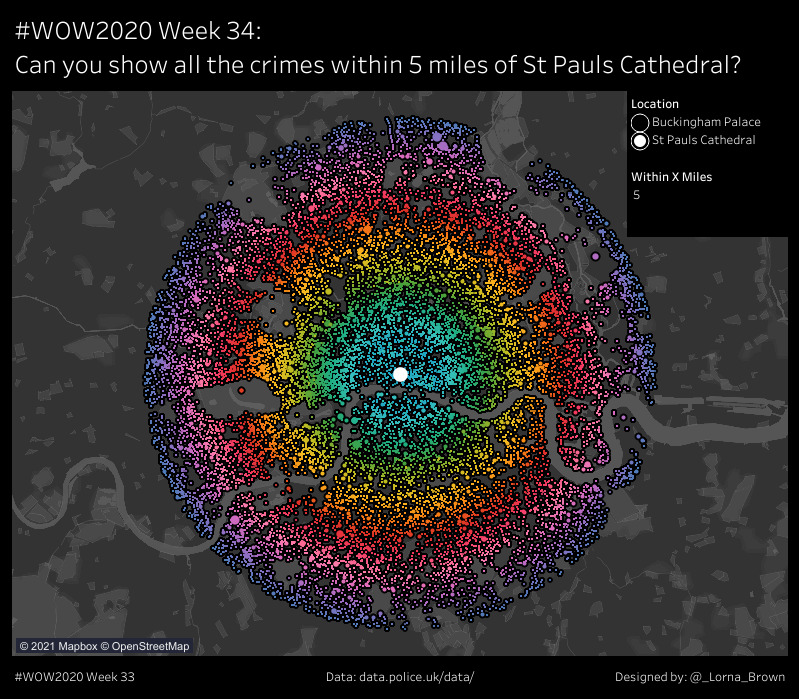 #WOW2020 Week 34:
Can you show all the crimes within 5 miles of St Pauls Cathedral?
Location
Buckingham Palace
St Pauls Cathedral
Within X Miles
5
© 2021 Mapbox © OpenStreetMap
#WOW2020 Week 33
Data: data.police.uk/data/
Designed by: @_Lorna_Brown